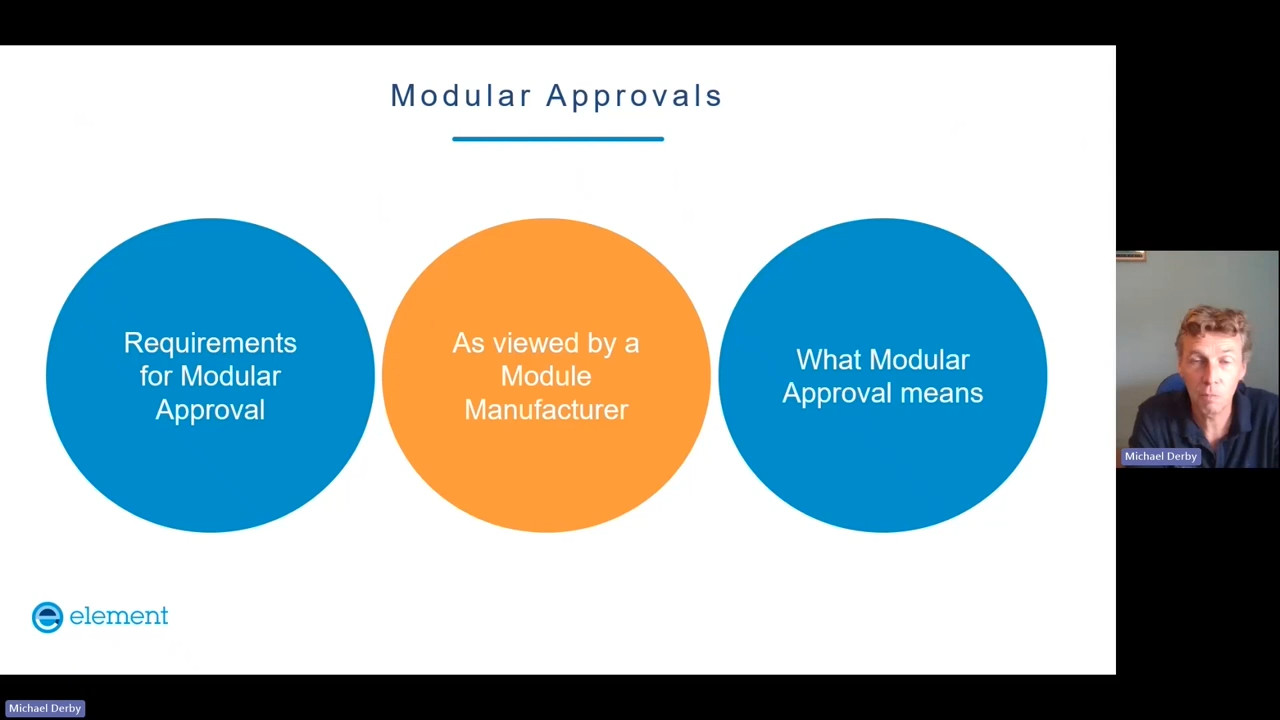 Modular Approvals
Requirements
for Modular
Approval
As viewed by a
Module
Manufacturer
What Modular
Approval means
element
Michael Derby
Michael Derby